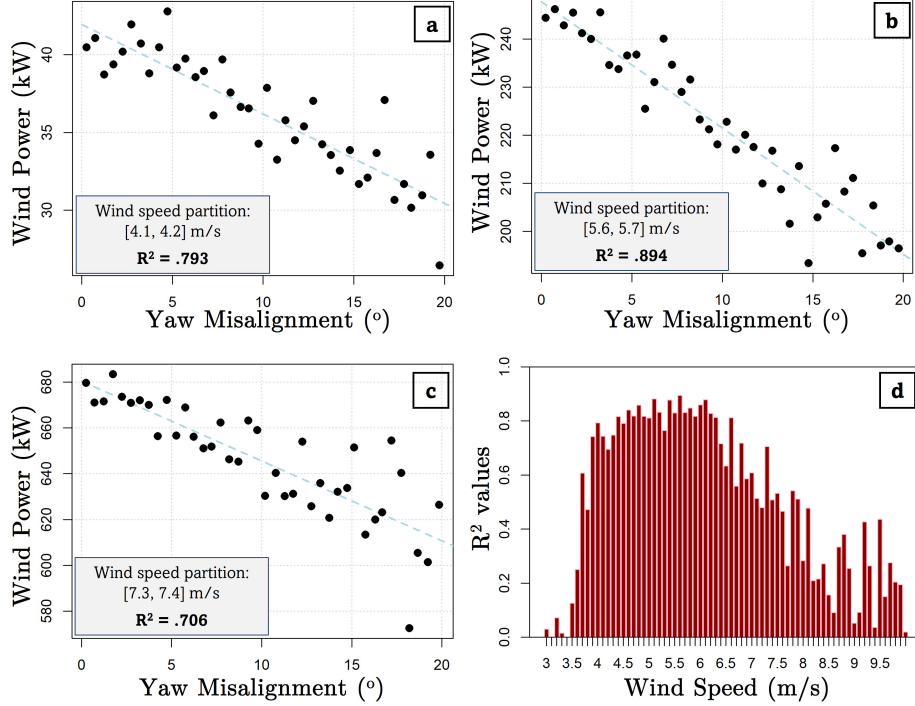 a
Wind Power (kW)
40
35
30
Wind speed partition:
[4.1, 4.2] m/s
R² = .793
0 5 10 15 20
Yaw Misalignment (º)
b
Wind Power (kW)
240
230
220
210
200
Wind speed partition:
[5.6, 5.7] m/s
R² = .894
0 5 10 15 20
Yaw Misalignment (º)
c
Wind Power (kW)
680
660
640
620
600
580
Wind speed partition:
[7.3, 7.4] m/s
R² = .706
0 5 10 15 20
Yaw Misalignment (º)
d
R² values
1.0
0.8
0.6
0.4
0.2
0.0
3 3.5 4 4.5 5 5.5 6 6.5 7 7.5 8 8.5 9 9.5
Wind Speed (m/s)